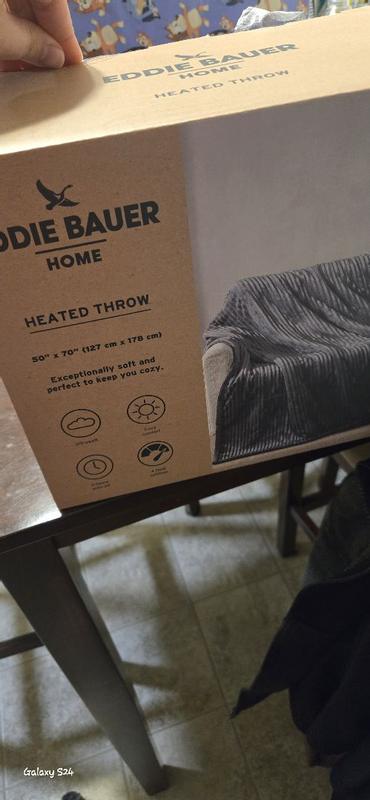 EDDIE BAUER
HOME
HEATED THROW
DDIE BAUER
HOME
HEATED THROW
50" x 70" (127 cm x 178 cm)
Exceptionally soft and
perfect to keep you cozy.
Galaxy S24